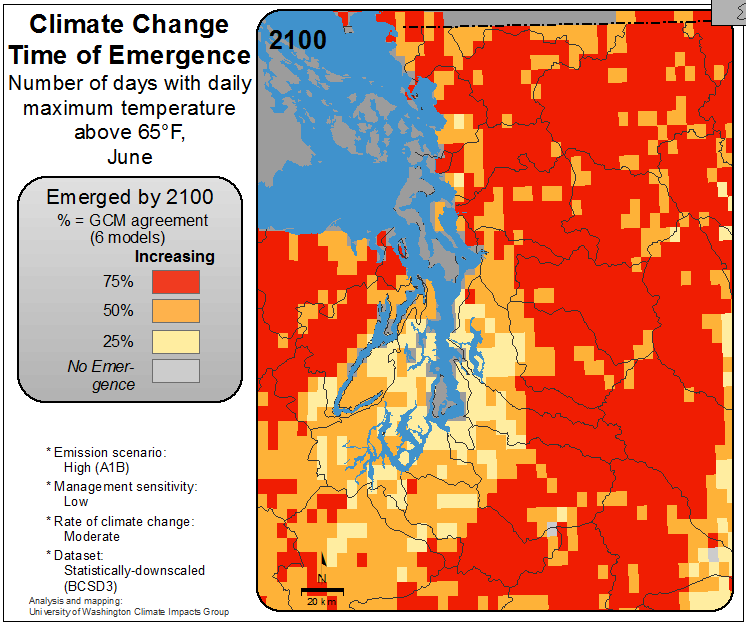 Climate Change
Time of Emergence
Number of days with daily
maximum temperature
above 65°F,
June
Emerged by 2100
% = GCM agreement
(6 models)
Increasing
75%
50%
25%
No Emer-
gence
* Emission scenario:
High (A1B)
* Management sensitivity:
Low
* Rate of climate change:
Moderate
* Dataset:
Statistically-downscaled
(BCSD3)
Analysis and mapping:
University of Washington Climate Impacts Group
2100
N
20 km